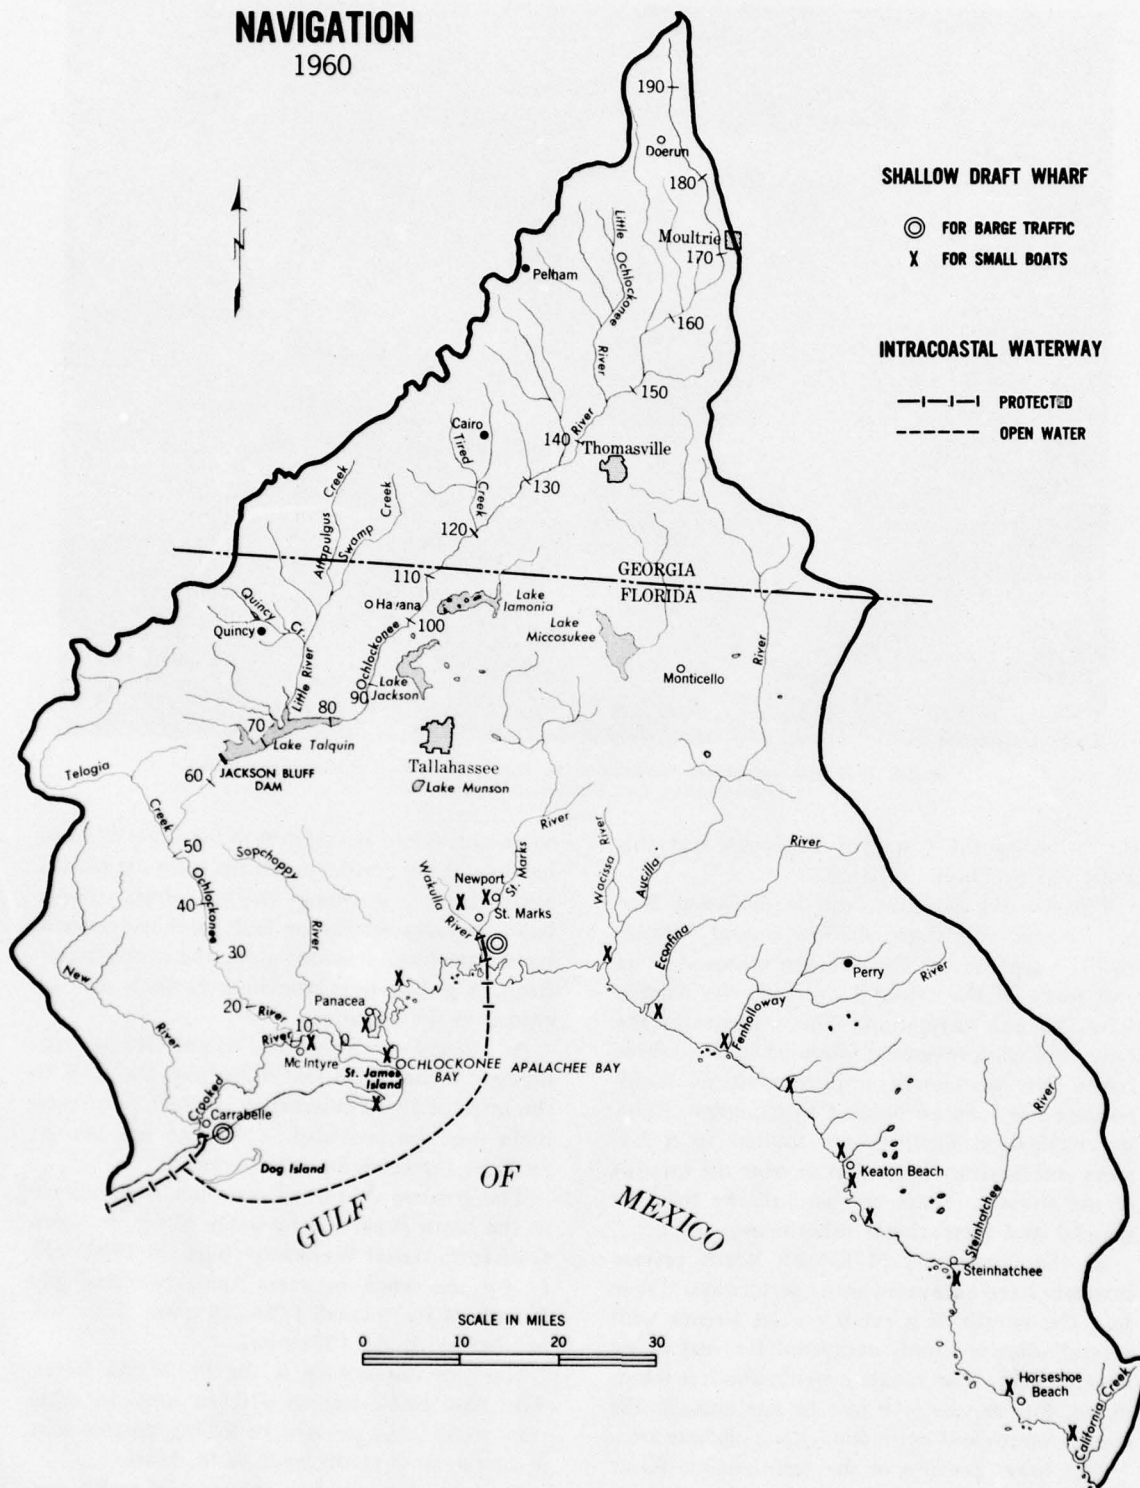 NAVIGATION
1960
190
Doerun
180
SHALLOW DRAFT WHARF
FOR BARGE TRAFFIC
X FOR SMALL BOATS
INTRACOASTAL WATERWAY
PROTECTED
OPEN WATER
N
Little Ochlockonee River
Moultrie
170
Pelham
160
150
Cairo
Tired Creek
140
River
Thomasville
130
120
Attapulgus Creek
Swamp Creek
110
GEORGIA
FLORIDA
Havana
Lake Iamonia
100
Quincy Cr.
Quincy
Little River
Ochlockonee
Lake Miccosukee
Lake Jackson
90
80
70
Monticello
River
Lake Talquin
Tallahassee
Lake Munson
JACKSON BLUFF
DAM
60
Telogia Creek
50
40
Ochlockonee
30
20
River
Sopchoppy River
Wakulla River
Newport
St. Marks River
St. Marks
Wacissa River
Aucilla
Econfina River
Perry
Fenholloway River
New River
Panacea
10
0
River
Mc Intyre
St. James
Island
OCHLOCKONEE
BAY
APALACHEE BAY
Crooked
Carrabelle
Dog Island
GULF OF MEXICO
Keaton Beach
Steinhatchee River
Steinhatchee
SCALE IN MILES
0 10 20 30
Horseshoe
Beach
California Creek